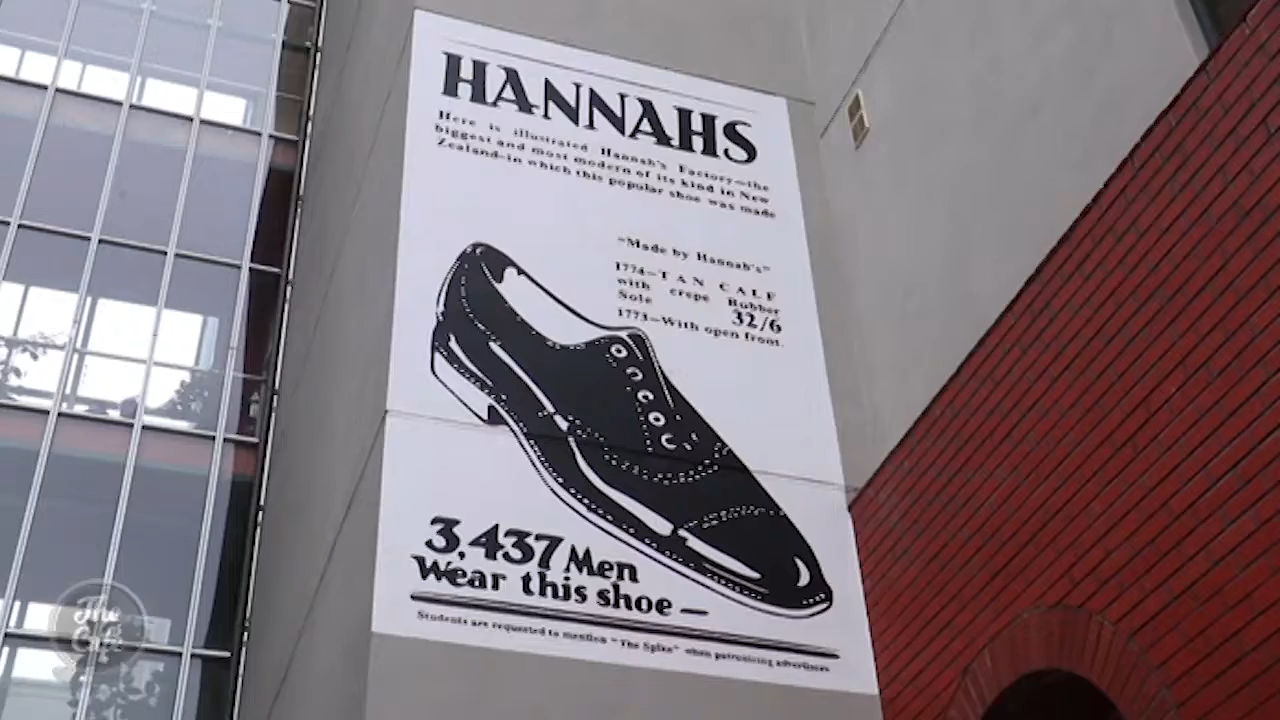 HANNAHS
Here is illustrated Hannah's Factory—the
biggest and most modern of its kind in New
Zealand—in which this popular shoe was made
"Made by Hannah's"
1774—TAN CALF
with crepe Rubber
Sole 32/6
1773—With open front.
3,437 Men
Wear this shoe —
Students are requested to mention "The Spike" when patronising advertisers
The